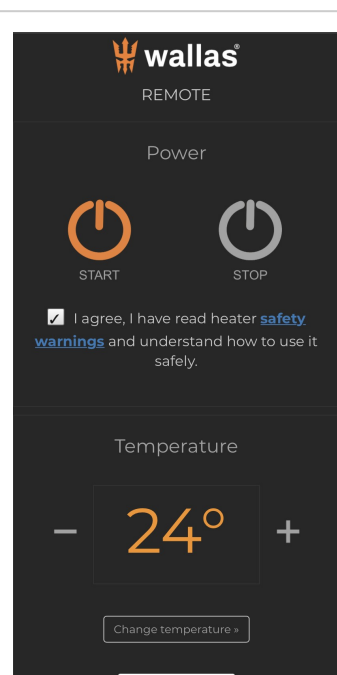 wallas®
REMOTE
Power
START STOP
I agree, I have read heater safety
warnings and understand how to use it
safely.
Temperature
− 24° +
Change temperature »